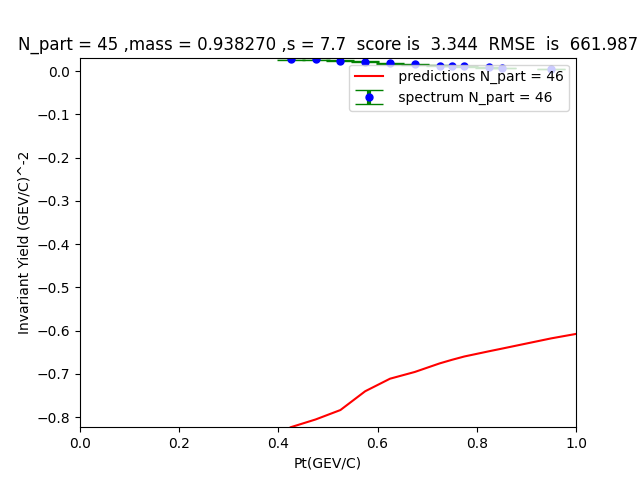 N_part = 45 ,mass = 0.938270 ,s = 7.7  score is  3.344  RMSE  is  661.987
predictions N_part = 46
spectrum N_part = 46
Invariant Yield (GEV/C)^-2
0.0
−0.1
−0.2
−0.3
−0.4
−0.5
−0.6
−0.7
−0.8
0.0 0.2 0.4 0.6 0.8 1.0
Pt(GEV/C)